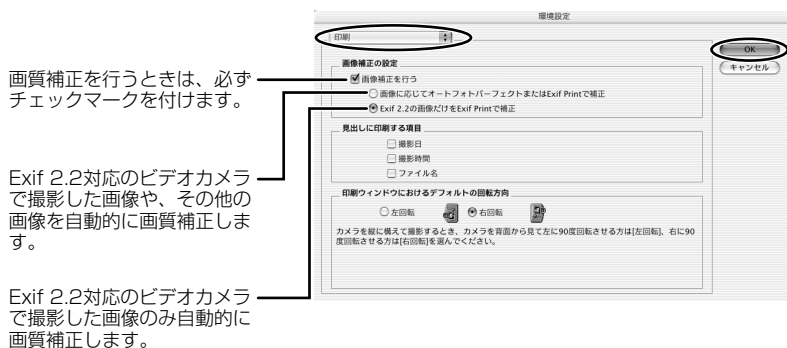 環境設定
印刷
OK
キャンセル
画像補正の設定
画像補正を行う
画像に応じてオートフォトパーフェクトまたはExif Printで補正
Exif 2.2の画像だけをExif Printで補正
見出しに印刷する項目
撮影日
撮影時間
ファイル名
印刷ウィンドウにおけるデフォルトの回転方向
左回転
右回転
カメラを縦に構えて撮影するとき、カメラを背面から見て左に90度回転させる方は[左回転]、右に90
度回転させる方は[右回転]を選んでください。
画質補正を行うときは、必ず
チェックマークを付けます。
Exif 2.2対応のビデオカメラ
で撮影した画像や、その他の
画像を自動的に画質補正しま
す。
Exif 2.2対応のビデオカメラ
で撮影した画像のみ自動的に
画質補正します。